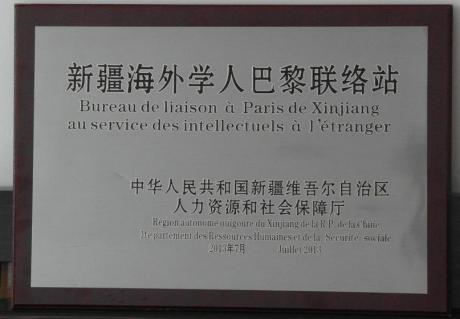 新疆海外学人巴黎联络站
Bureau de liaison à Paris de Xinjiang
au service des intellectuels à l'étranger
中华人民共和国新疆维吾尔自治区
人力资源和社会保障厅
Région autonome ouïgoure du Xinjiang de la R.P. de la Chine
Département des Ressources Humaines et de la Sécurité sociale
2013年7月 Juillet 2013